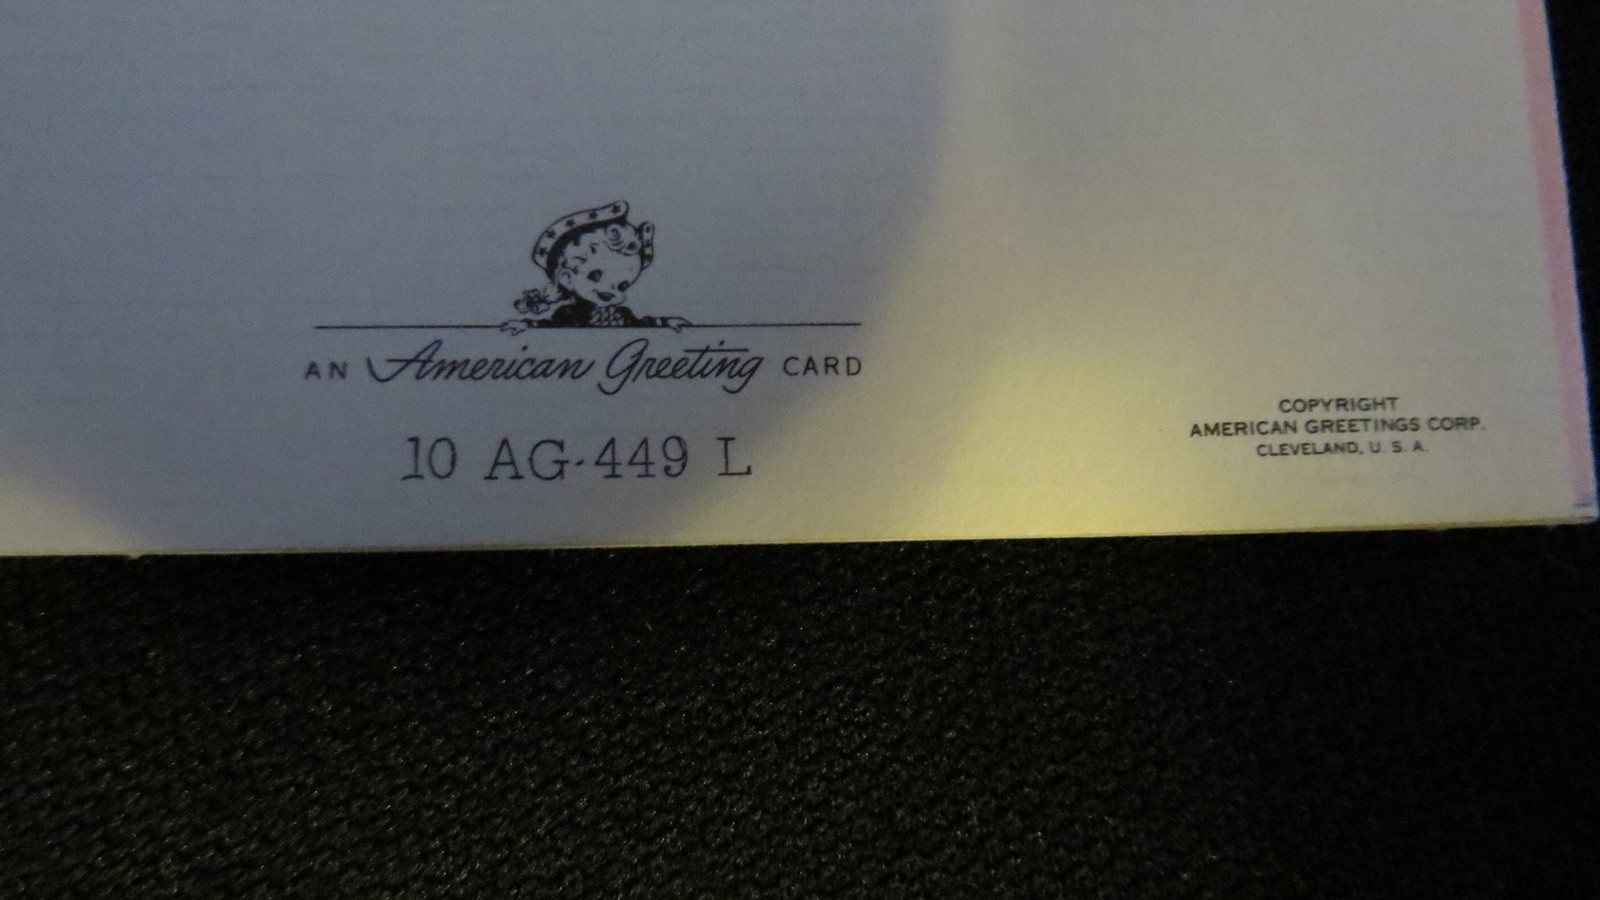 AN American Greeting CARD
10 AG-449 L
COPYRIGHT
AMERICAN GREETINGS CORP.
CLEVELAND, U. S. A.